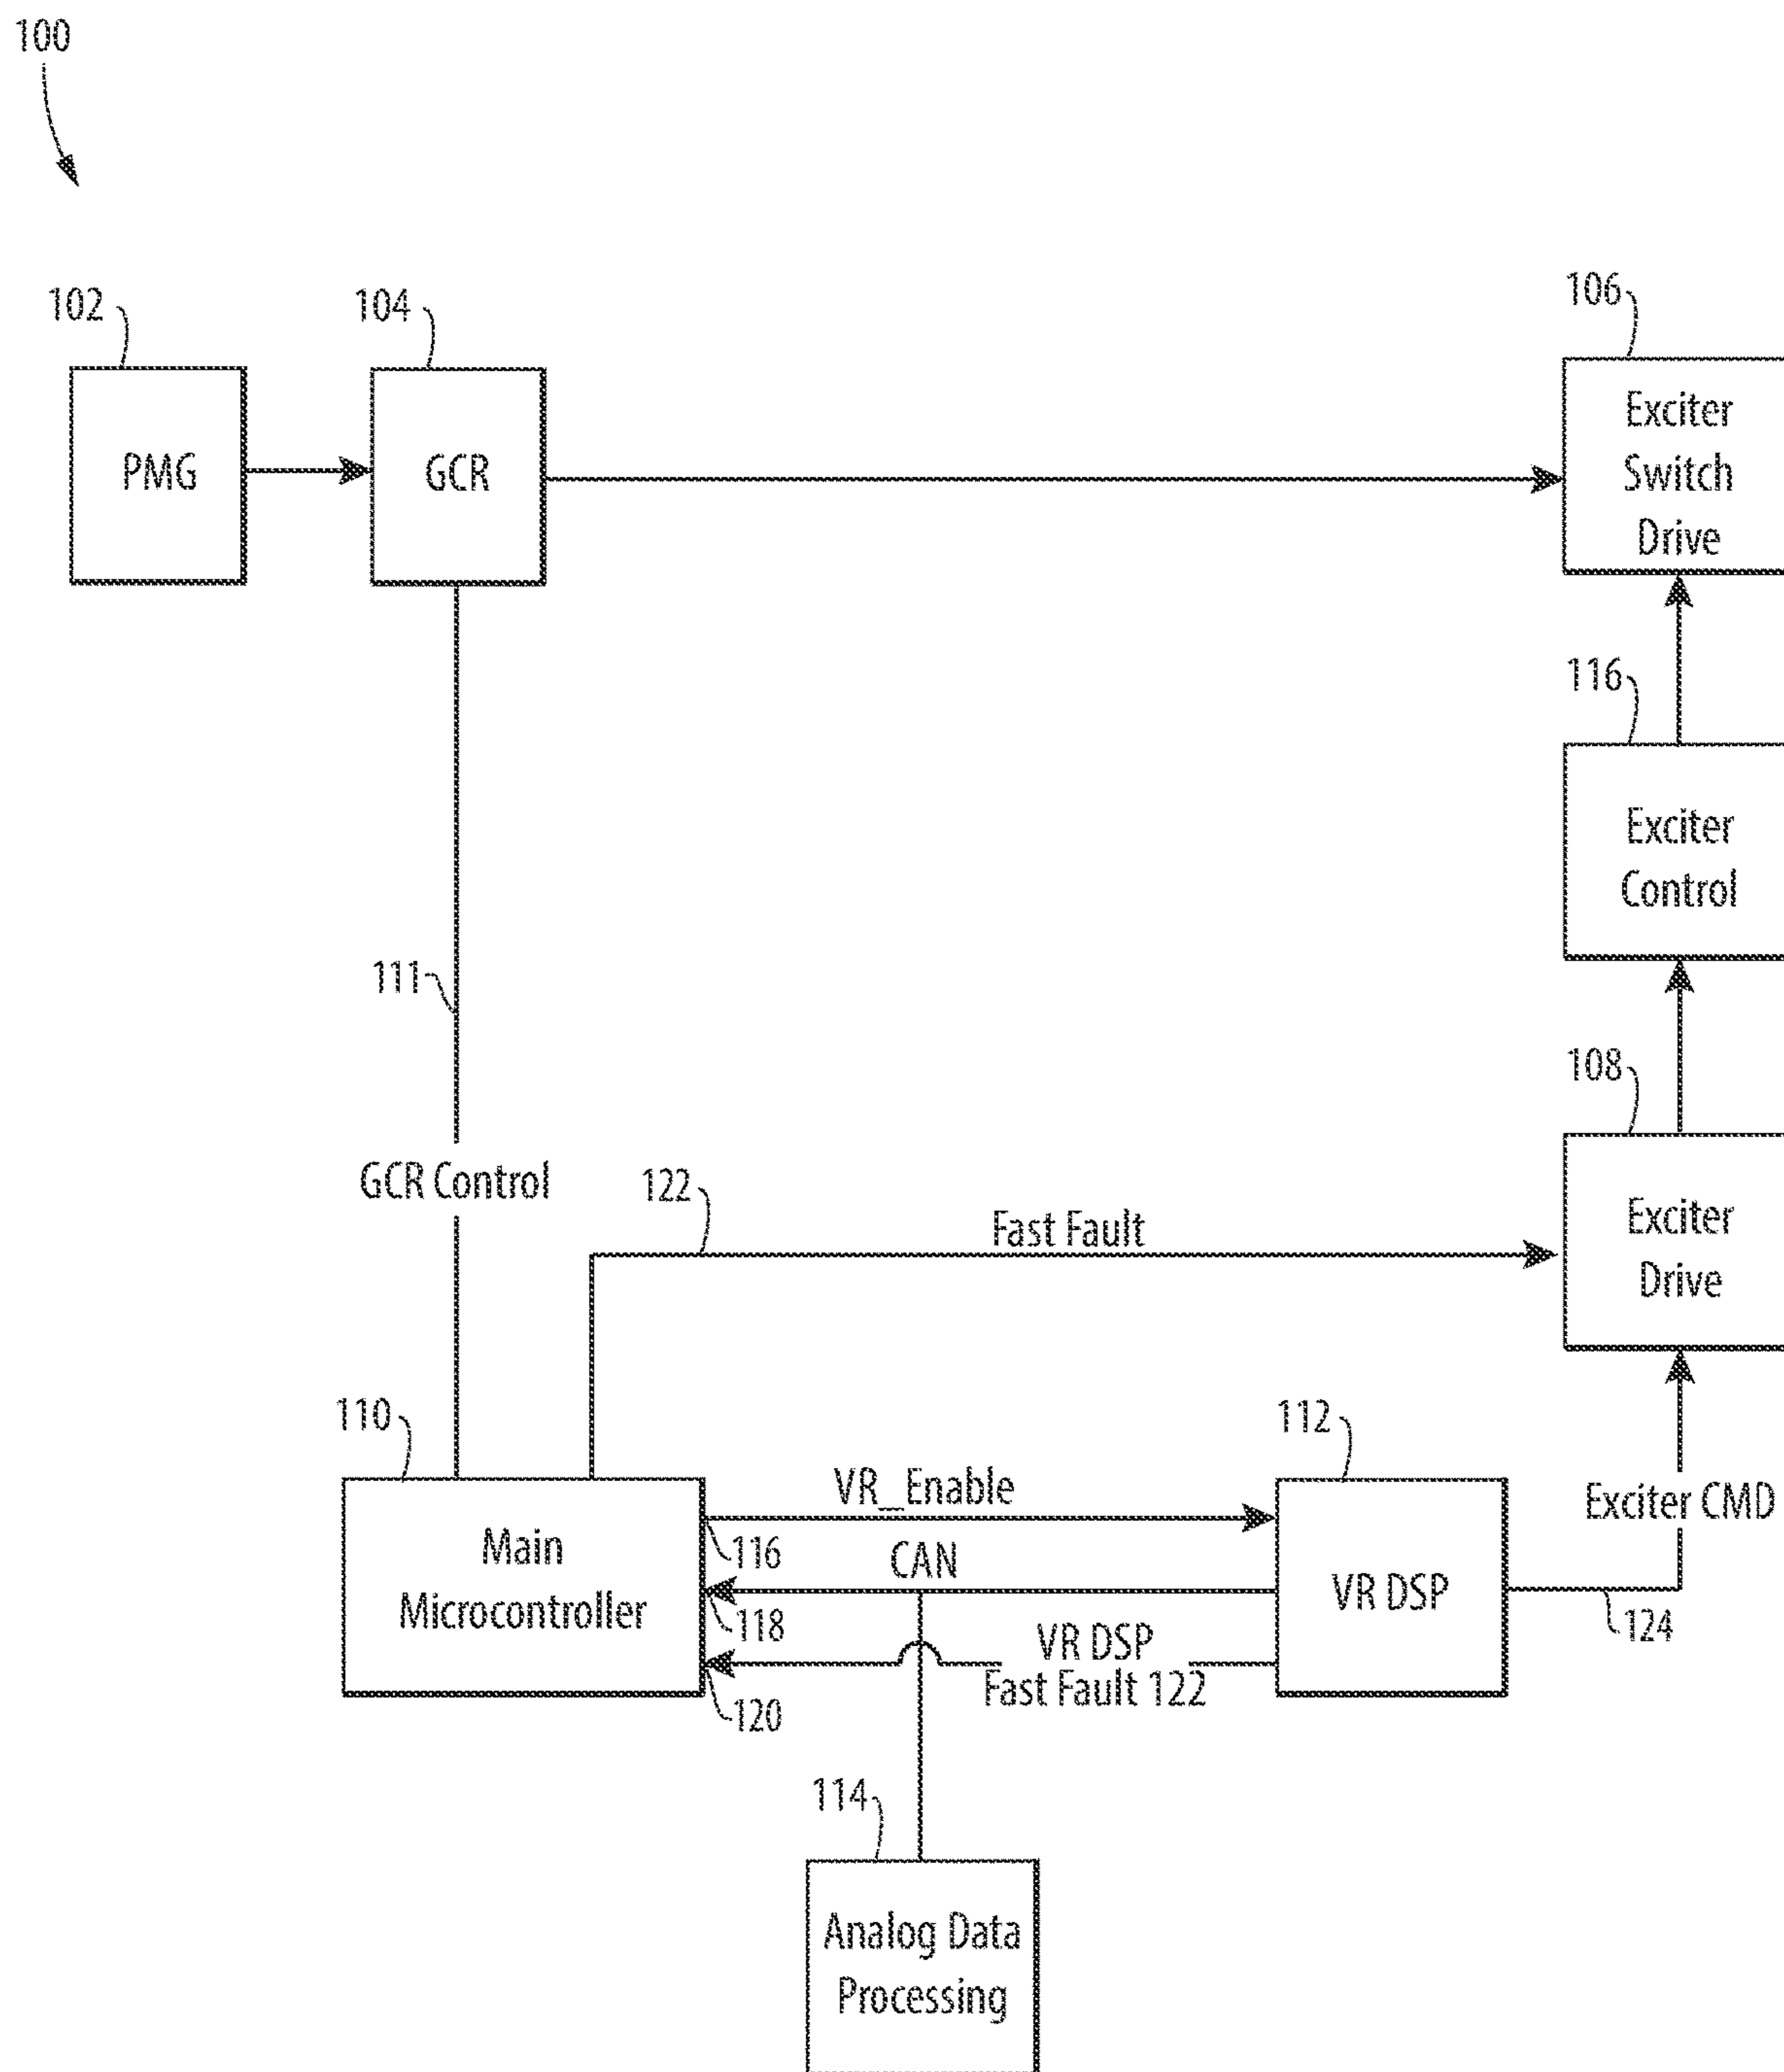 100
102
104
106
PMG
GCR
Exciter
Switch
Drive
116
Exciter
Control
111
108
GCR Control
122
Fast Fault
Exciter
Drive
110
112
VR_Enable
Exciter CMD
Main
Microcontroller
116
CAN
VR DSP
118
124
VR DSP
Fast Fault 122
120
114
Analog Data
Processing